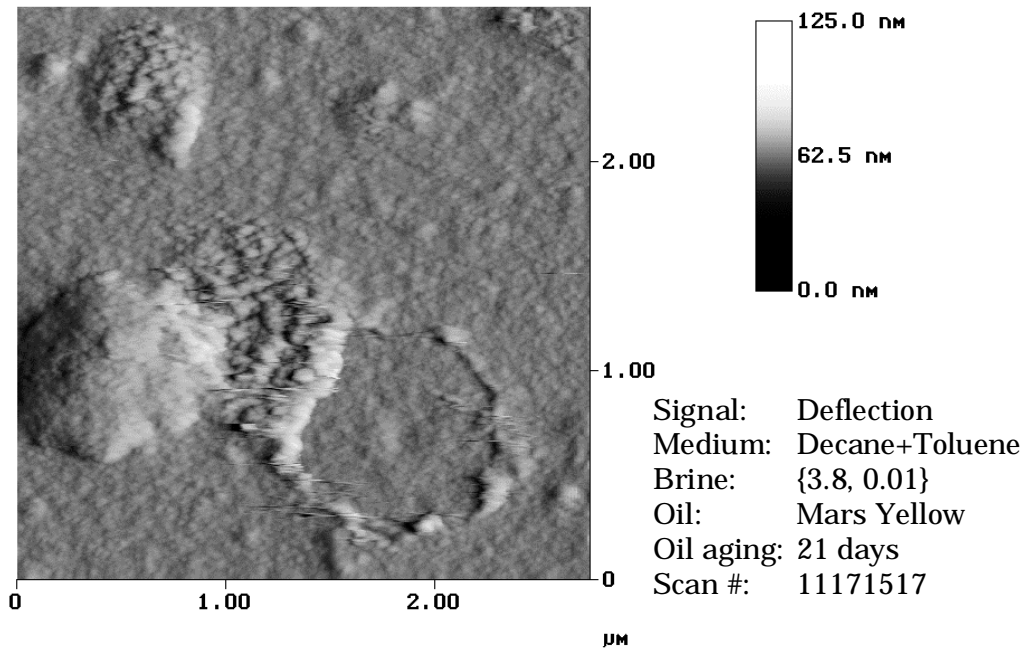 125.0 nM
62.5 nM
0.0 nM
2.00
1.00
0
0 1.00 2.00
µM
Signal: Deflection
Medium: Decane+Toluene
Brine: {3.8, 0.01}
Oil: Mars Yellow
Oil aging: 21 days
Scan #: 11171517